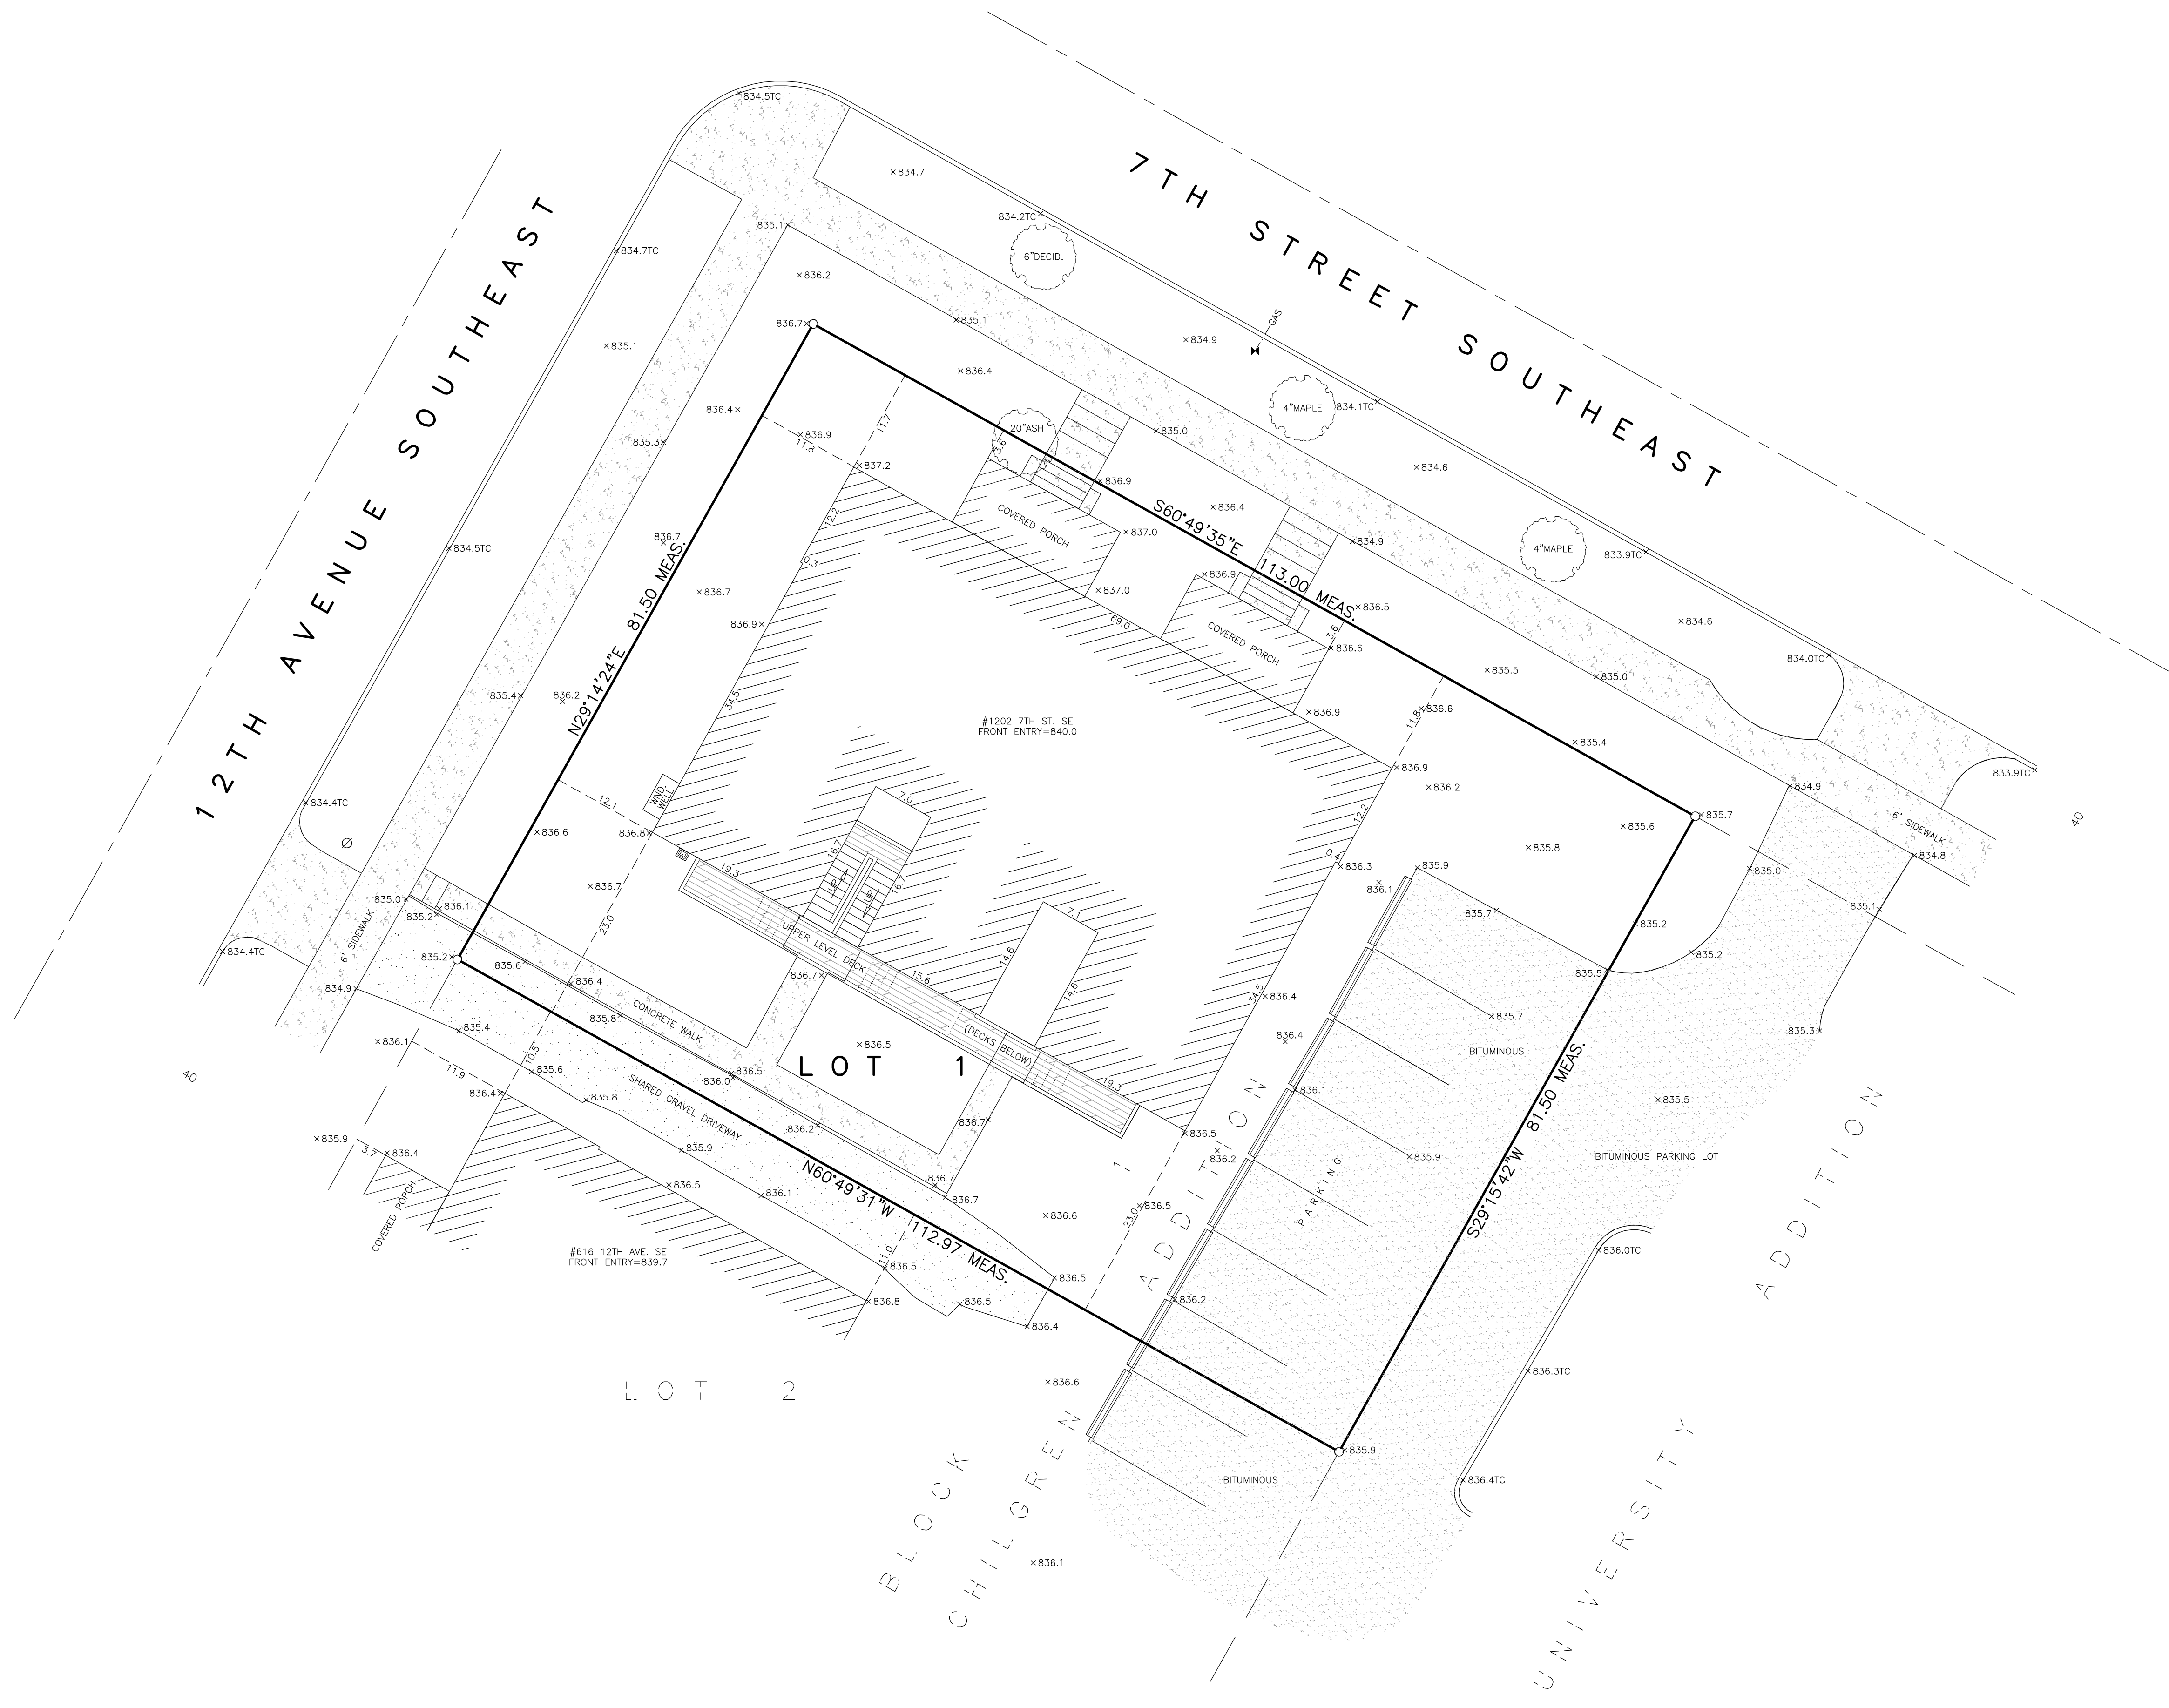 834.5TC
7TH STREET SOUTHEAST
12TH AVENUE SOUTHEAST
834.7
834.2TC
835.1
6"DECID.
834.7TC
836.2
GAS
836.7
835.1
834.9
835.1
836.4
4"MAPLE
834.1TC
836.4
11.7
20"ASH
835.0
835.3
836.9
11.8
3.6
837.2
834.6
836.9
S60°49'35"E 113.00 MEAS.
836.4
12.2
COVERED PORCH
837.0
834.9
4"MAPLE
833.9TC
834.5TC
836.7
N29°14'24"E 81.50 MEAS.
0.3
836.9
836.7
837.0
836.5
69.0
836.9
COVERED PORCH
3.6
836.6
834.6
834.0TC
835.5
835.0
835.4
836.2
34.5
#1202 7TH ST. SE
FRONT ENTRY=840.0
836.9
11.8
836.6
835.4
836.9
833.9TC
836.2
834.9
40
834.4TC
12.1
WND.
WELL
7.0
836.6
836.8
12.2
835.6
835.7
6' SIDEWALK
835.8
834.8
E
19.3
16.7
UP
UP
16.7
0.4
836.3
835.9
836.1
835.0
836.7
835.0
836.1
835.2
7.1
835.7
835.1
835.2
6' SIDEWALK
23.0
UPPER LEVEL DECK
834.4TC
835.2
835.6
836.4
836.7
15.6
14.6
835.5
835.2
834.9
14.6
34.5
836.4
835.8
CONCRETE WALK
835.7
835.3
835.4
836.1
10.5
836.5
(DECKS BELOW)
836.4
BITUMINOUS
LOT 1
40
11.9
835.6
836.0
836.5
SHARED GRAVEL DRIVEWAY
19.3
836.1
S29°15'42"W 81.50 MEAS.
835.5
836.4
835.8
836.2
836.7
836.5
835.9
3.7
836.4
835.9
836.2
835.9
BITUMINOUS PARKING LOT
COVERED PORCH
836.5
836.1
N60°49'31"W 112.97 MEAS.
836.7
836.7
836.6
23.0
836.5
PARKING
#616 12TH AVE. SE
FRONT ENTRY=839.7
11.0
836.5
836.5
836.0TC
836.8
836.5
836.2
836.4
LOT 2
836.6
836.3TC
835.9
BITUMINOUS
836.4TC
BLOCK 1
CHILGREN ADDITION
836.1
UNIVERSITY ADDITION